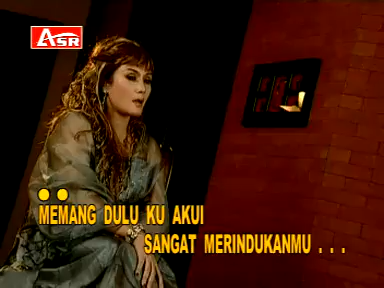 ASR
MEMANG DULU KU AKUI
SANGAT MERINDUKANMU . . .